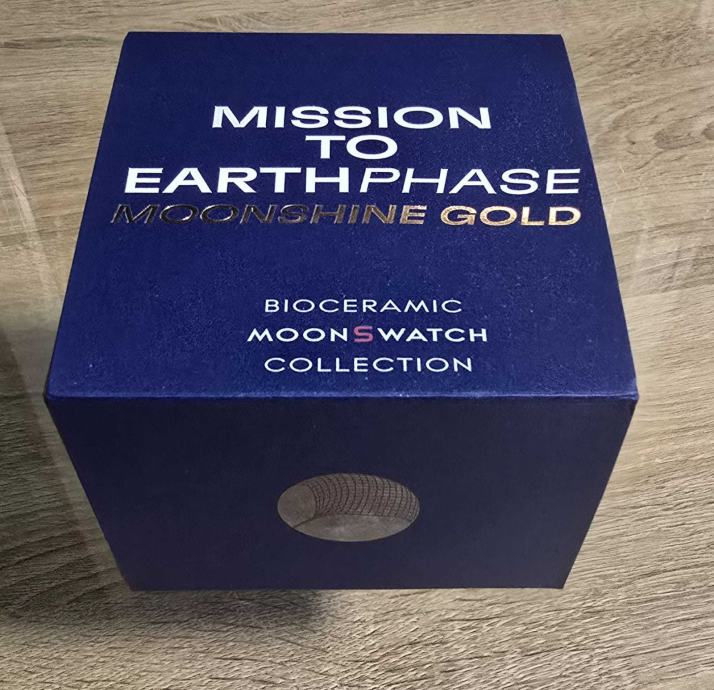 MISSION
TO
EARTHPHASE
MOONSHINE GOLD
BIOCERAMIC
MOONSWATCH
COLLECTION